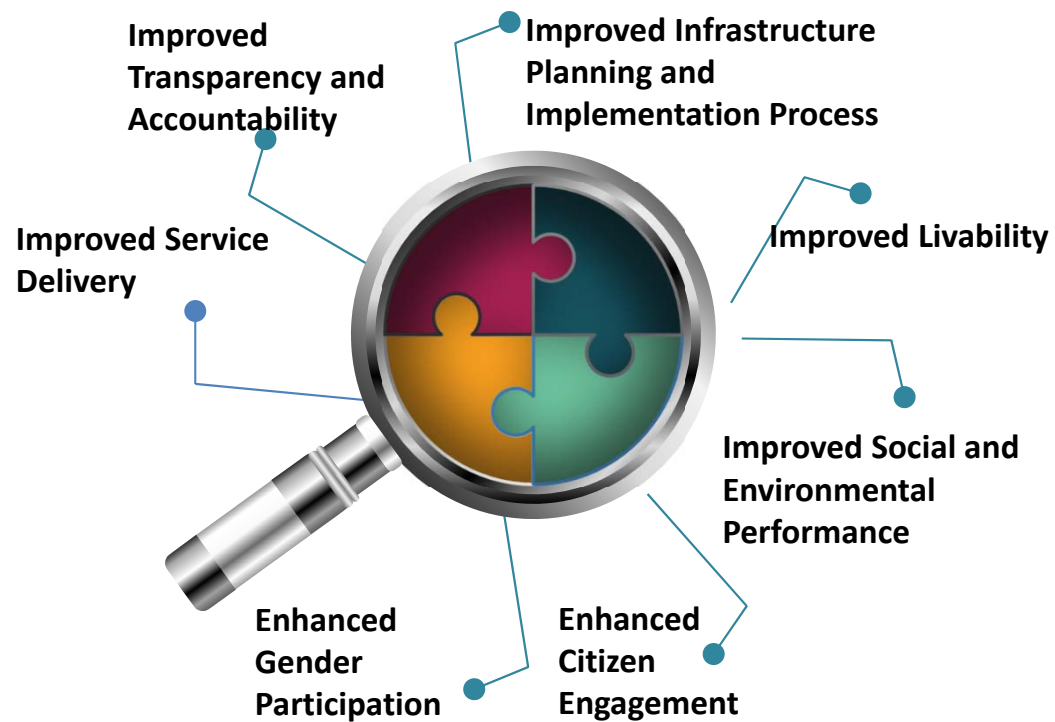 Improved
Transparency and
Accountability
Improved Infrastructure
Planning and
Implementation Process
Improved Service
Delivery
Improved Livability
Improved Social and
Environmental
Performance
Enhanced
Gender
Participation
Enhanced
Citizen
Engagement